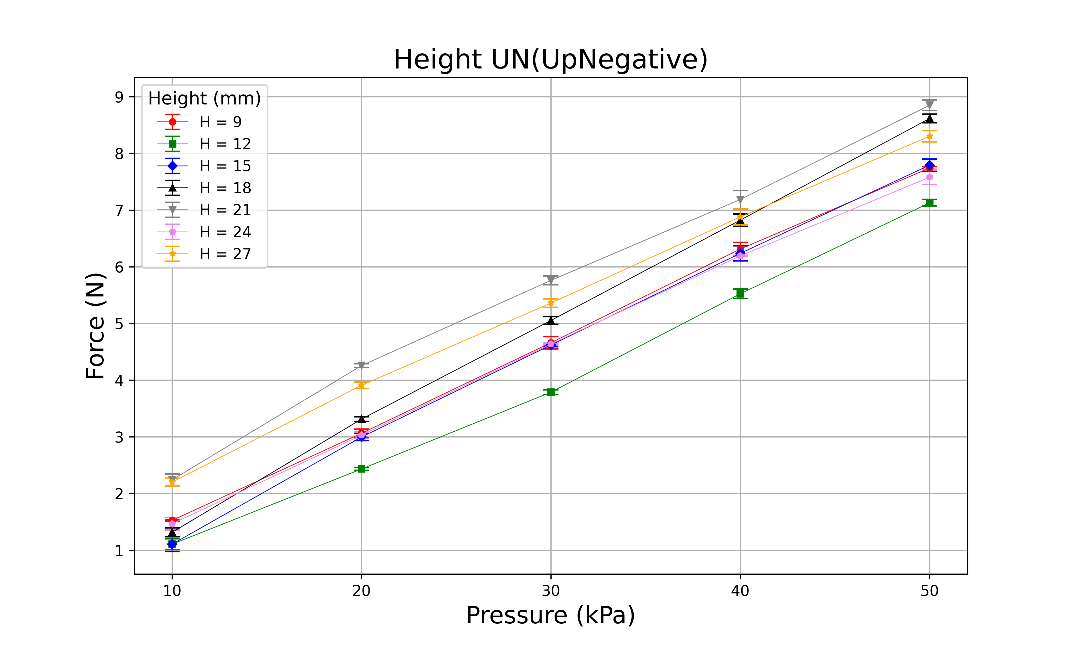 Height UN(UpNegative)
Height (mm)
H = 9
H = 12
H = 15
H = 18
H = 21
H = 24
H = 27
Force (N)
9
8
7
6
5
4
3
2
1
10 20 30 40 50
Pressure (kPa)